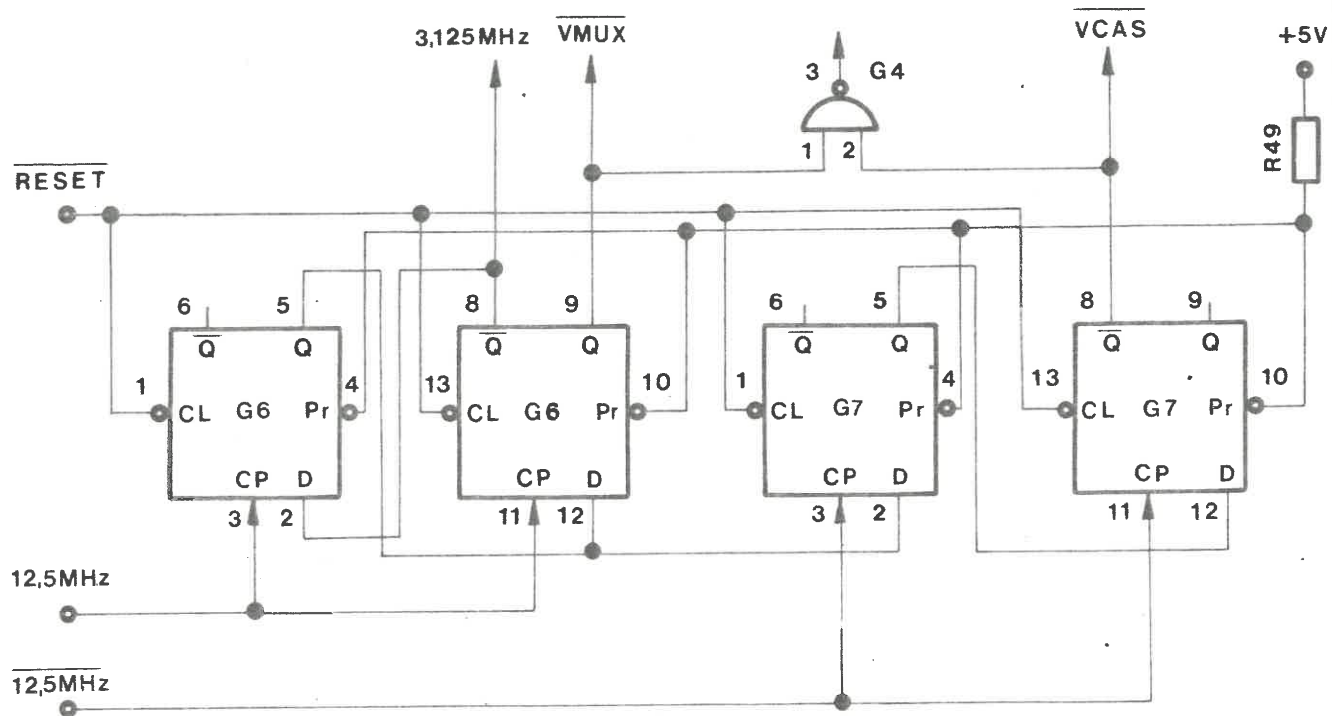 3,125MHz
VMUX
3
G4
VCAS
+5V
1
2
R49
RESET
6
5
8
9
6
5
8
9
Q
Q
Q
Q
Q
Q
Q
Q
1
4
13
10
1
4
13
10
CL
G6
Pr
CL
G6
Pr
CL
G7
Pr
CL
G7
Pr
CP
D
CP
D
CP
D
CP
D
3
2
11
12
3
2
11
12
12,5MHz
12,5MHz